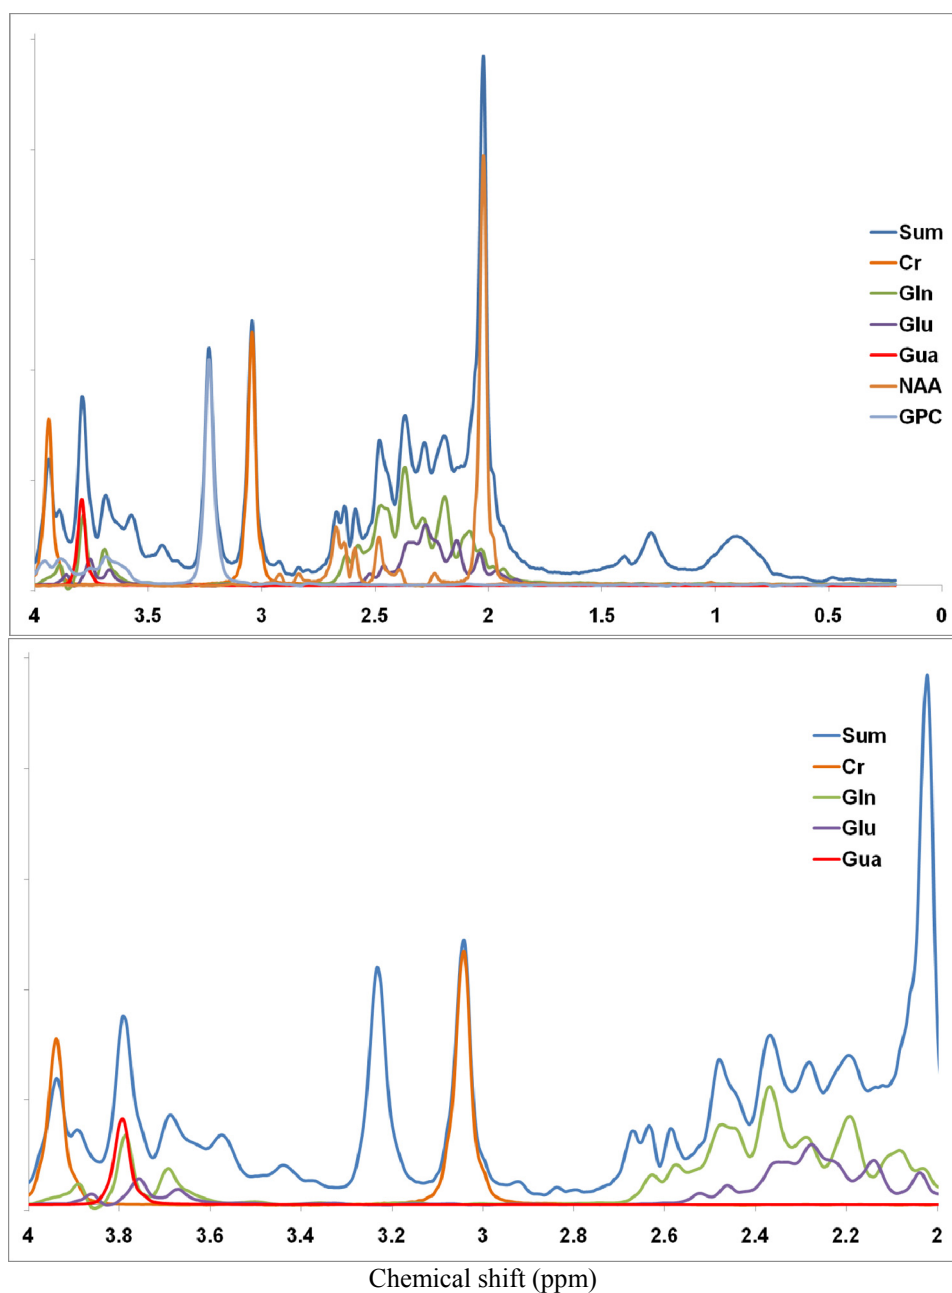 Sum
Cr
Gln
Glu
Gua
NAA
GPC
4 3.5 3 2.5 2 1.5 1 0.5 0
Sum
Cr
Gln
Glu
Gua
4 3.8 3.6 3.4 3.2 3 2.8 2.6 2.4 2.2 2
Chemical shift (ppm)